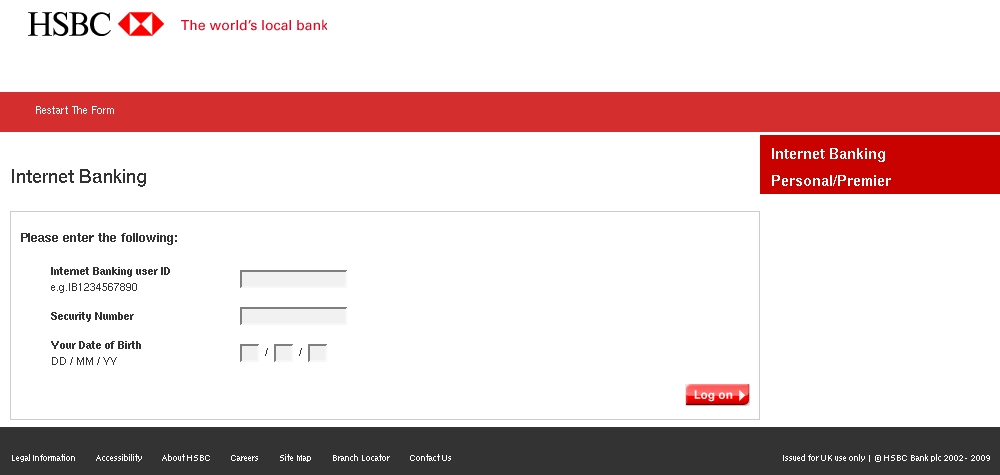 HSBC The world's local bank
Restart The Form
Internet Banking
Personal/Premier
Internet Banking
Please enter the following:
Internet Banking user ID
e.g.IB1234567890
Security Number
Your Date of Birth
DD / MM / YY
/ /
Log on
Legal Information Accessibility About HSBC Careers Site Map Branch Locator Contact Us Issued for UK use only | © HSBC Bank plc 2002- 2009